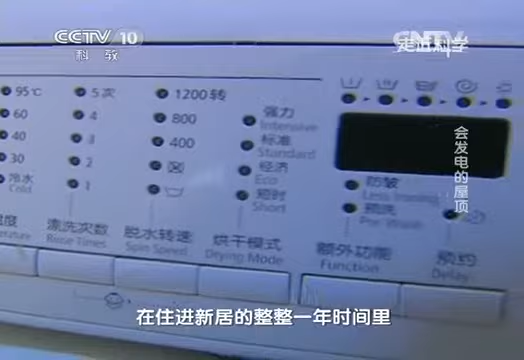 CCTV 10
科教
CNTV
走近科学
95℃
60
40
30
冷水
Cold
5次
4
3
2
1
1200转
800
400
强力
Intensive
标准
Standard
经济
Eco
短时
Short
防皱
Less Ironing
预洗
Pre Wash
漂洗次数
Rinse Times
脱水转速
Spin Speed
烘干模式
Drying Mode
额外功能
Function
预约
Delay
会发电的屋顶
在住进新居的整整一年时间里